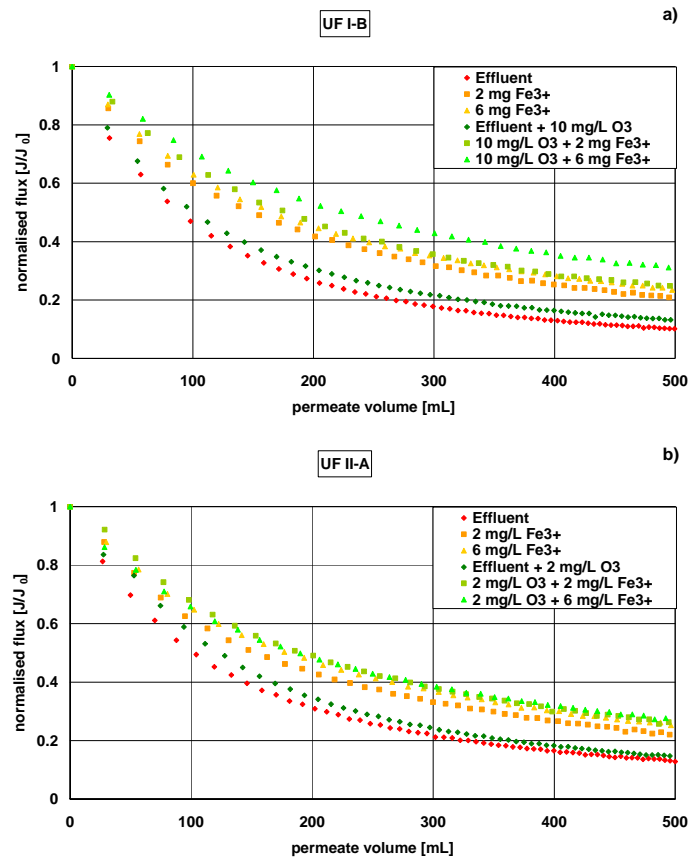 a)
UF I-B
1
0.8
0.6
0.4
0.2
0
normalised flux [J/J 0]
Effluent
2 mg Fe3+
6 mg Fe3+
Effluent + 10 mg/L O3
10 mg/L O3 + 2 mg Fe3+
10 mg/L O3 + 6 mg Fe3+
0 100 200 300 400 500
permeate volume [mL]
b)
UF II-A
1
0.8
0.6
0.4
0.2
0
normalised flux [J/J 0]
Effluent
2 mg/L Fe3+
6 mg/L Fe3+
Effluent + 2 mg/L O3
2 mg/L O3 + 2 mg/L Fe3+
2 mg/L O3 + 6 mg/L Fe3+
0 100 200 300 400 500
permeate volume [mL]